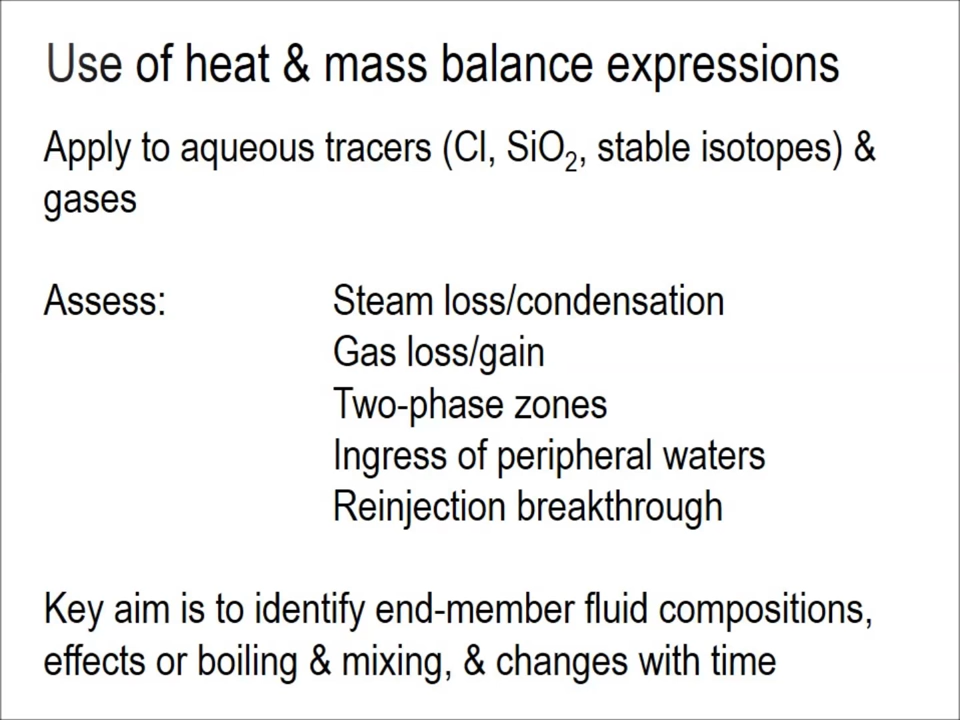 Use of heat & mass balance expressions
Apply to aqueous tracers (Cl, SiO₂, stable isotopes) &
gases
Assess: Steam loss/condensation
Gas loss/gain
Two-phase zones
Ingress of peripheral waters
Reinjection breakthrough
Key aim is to identify end-member fluid compositions,
effects or boiling & mixing, & changes with time